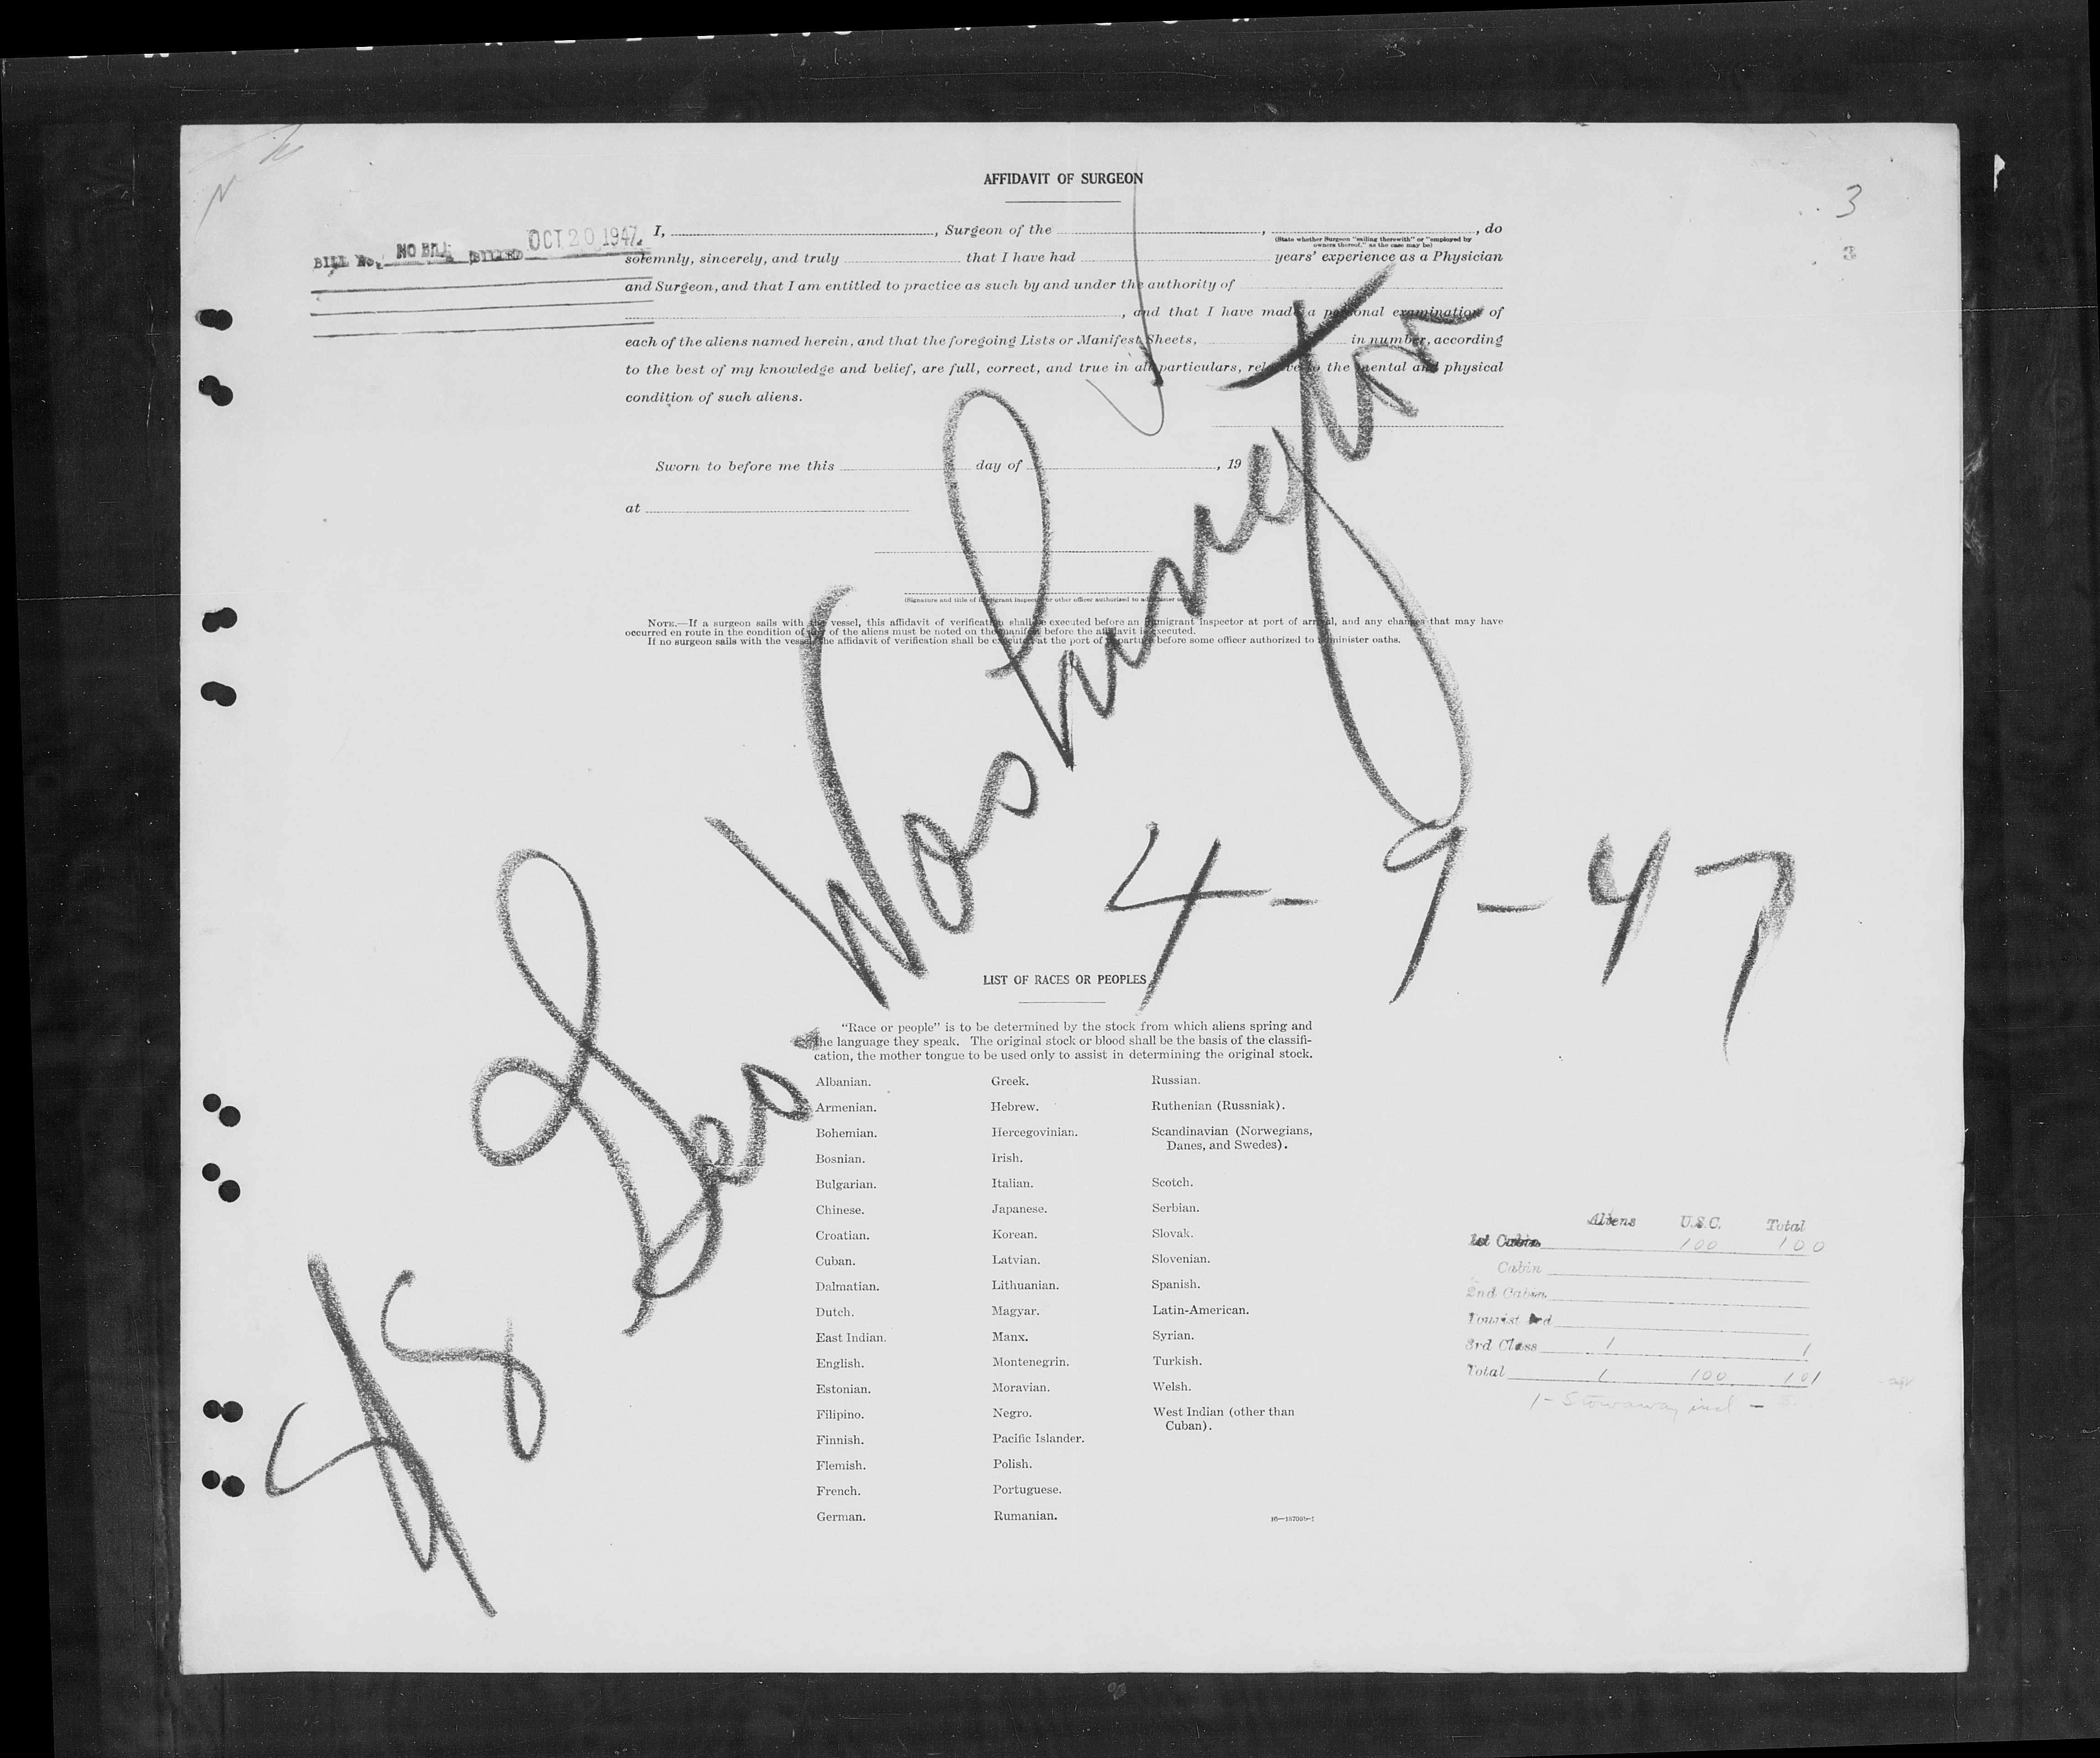 AFFIDAVIT OF SURGEON
3
3
BILL No. NO BILL BILLED OCT 20 1947
I, , Surgeon of the , , do
(State whether Surgeon "sailing therewith" or "employed by
owners thereof," as the case may be)
solemnly, sincerely, and truly that I have had years' experience as a Physician
and Surgeon, and that I am entitled to practice as such by and under the authority of
, and that I have made a personal examination of
each of the aliens named herein, and that the foregoing Lists or Manifest Sheets, in number, according
to the best of my knowledge and belief, are full, correct, and true in all particulars, relative to the mental and physical
condition of such aliens.
Sworn to before me this day of , 19
at
(Signature and title of immigrant inspector or other officer authorized to administer oaths)
NOTE.—If a surgeon sails with the vessel, this affidavit of verification shall be executed before an immigrant inspector at port of arrival, and any changes that may have
occurred en route in the condition of any of the aliens must be noted on the manifest before the affidavit is executed.
If no surgeon sails with the vessel, the affidavit of verification shall be executed at the port of departure before some officer authorized to administer oaths.
SS Geo. Washington
4-9-47
LIST OF RACES OR PEOPLES
"Race or people" is to be determined by the stock from which aliens spring and
the language they speak. The original stock or blood shall be the basis of the classifi-
cation, the mother tongue to be used only to assist in determining the original stock.
Albanian. Greek. Russian.
Armenian. Hebrew. Ruthenian (Russniak).
Bohemian. Hercegovinian. Scandinavian (Norwegians,
Danes, and Swedes).
Bosnian. Irish.
Bulgarian. Italian. Scotch.
Chinese. Japanese. Serbian.
Croatian. Korean. Slovak.
Cuban. Latvian. Slovenian.
Dalmatian. Lithuanian. Spanish.
Dutch. Magyar. Latin-American.
East Indian. Manx. Syrian.
English. Montenegrin. Turkish.
Estonian. Moravian. Welsh.
Filipino. Negro. West Indian (other than
Cuban).
Finnish. Pacific Islander.
Flemish. Polish.
French. Portuguese.
German. Rumanian.
Aliens U.S.C. Total
1st Cabin 100 100
Cabin
2nd Cabin
Tourist 3rd
3rd Class 1 1
Total 1 100 101
1 - Stowaway incl -